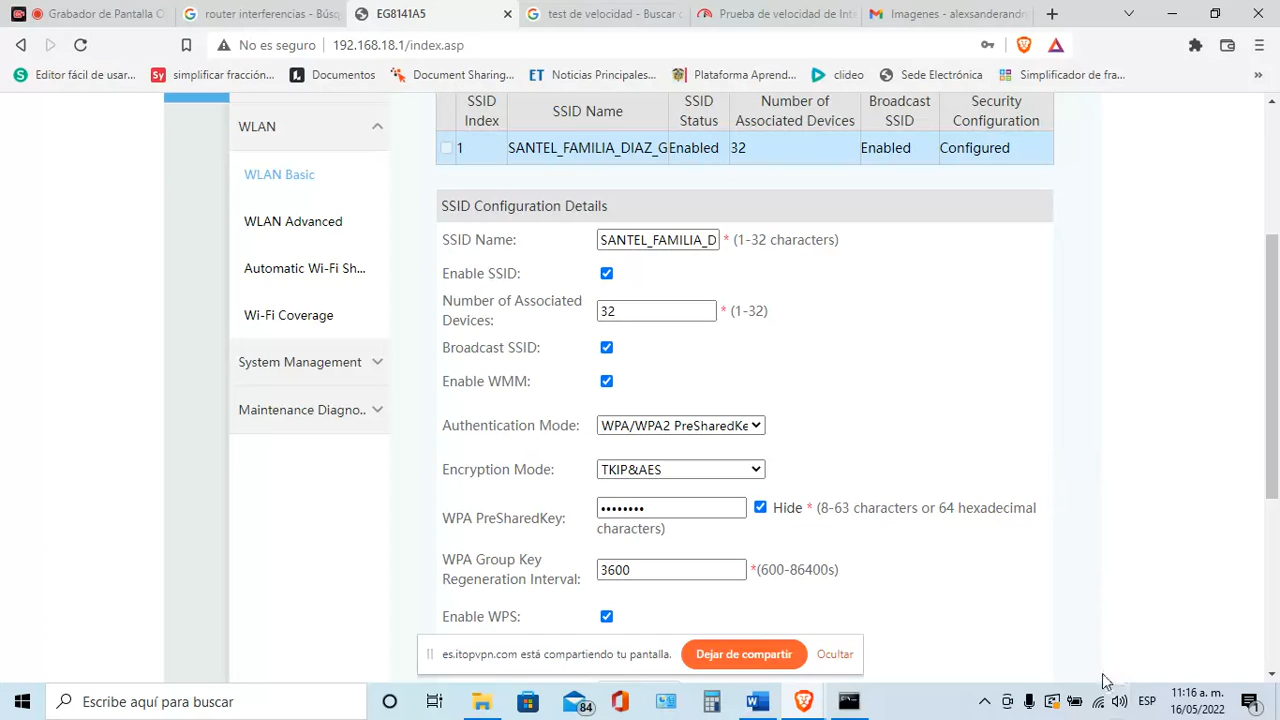 Grabador de Pantalla O
router interferencias - Búsq
EG8141A5
test de velocidad - Buscar c
Prueba de velocidad de Inte
Imagenes - alexsanderandr
No es seguro 192.168.18.1/index.asp
Editor fácil de usar...
simplificar fracción...
Documentos
Document Sharing...
ET Noticias Principales...
Plataforma Aprend...
clideo
Sede Electrónica
Simplificador de fra...
»
WLAN
WLAN Basic
WLAN Advanced
Automatic Wi-Fi Sh...
Wi-Fi Coverage
System Management
Maintenance Diagno..
SSID Index SSID Name SSID Status Number of Associated Devices Broadcast SSID Security Configuration
1 SANTEL_FAMILIA_DIAZ_G Enabled 32 Enabled Configured
SSID Configuration Details
SSID Name: SANTEL_FAMILIA_D * (1-32 characters)
Enable SSID:
Number of Associated
Devices: 32 * (1-32)
Broadcast SSID:
Enable WMM:
Authentication Mode: WPA/WPA2 PreSharedKe
Encryption Mode: TKIP&AES
WPA PreSharedKey: •••••••• Hide * (8-63 characters or 64 hexadecimal
characters)
WPA Group Key
Regeneration Interval: 3600 *(600-86400s)
Enable WPS:
es.itopvpn.com está compartiendo tu pantalla. Dejar de compartir Ocultar
Escribe aquí para buscar
84
ESP
11:16 a. m.
16/05/2022
1